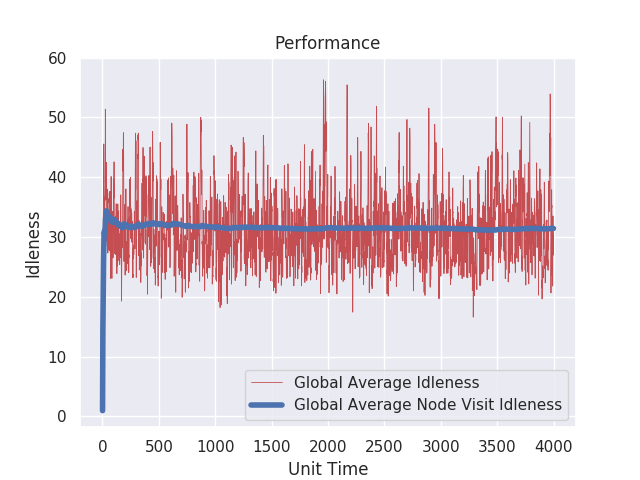 Performance
Idleness
60
50
40
30
20
10
0
Global Average Idleness
Global Average Node Visit Idleness
0 500 1000 1500 2000 2500 3000 3500 4000
Unit Time